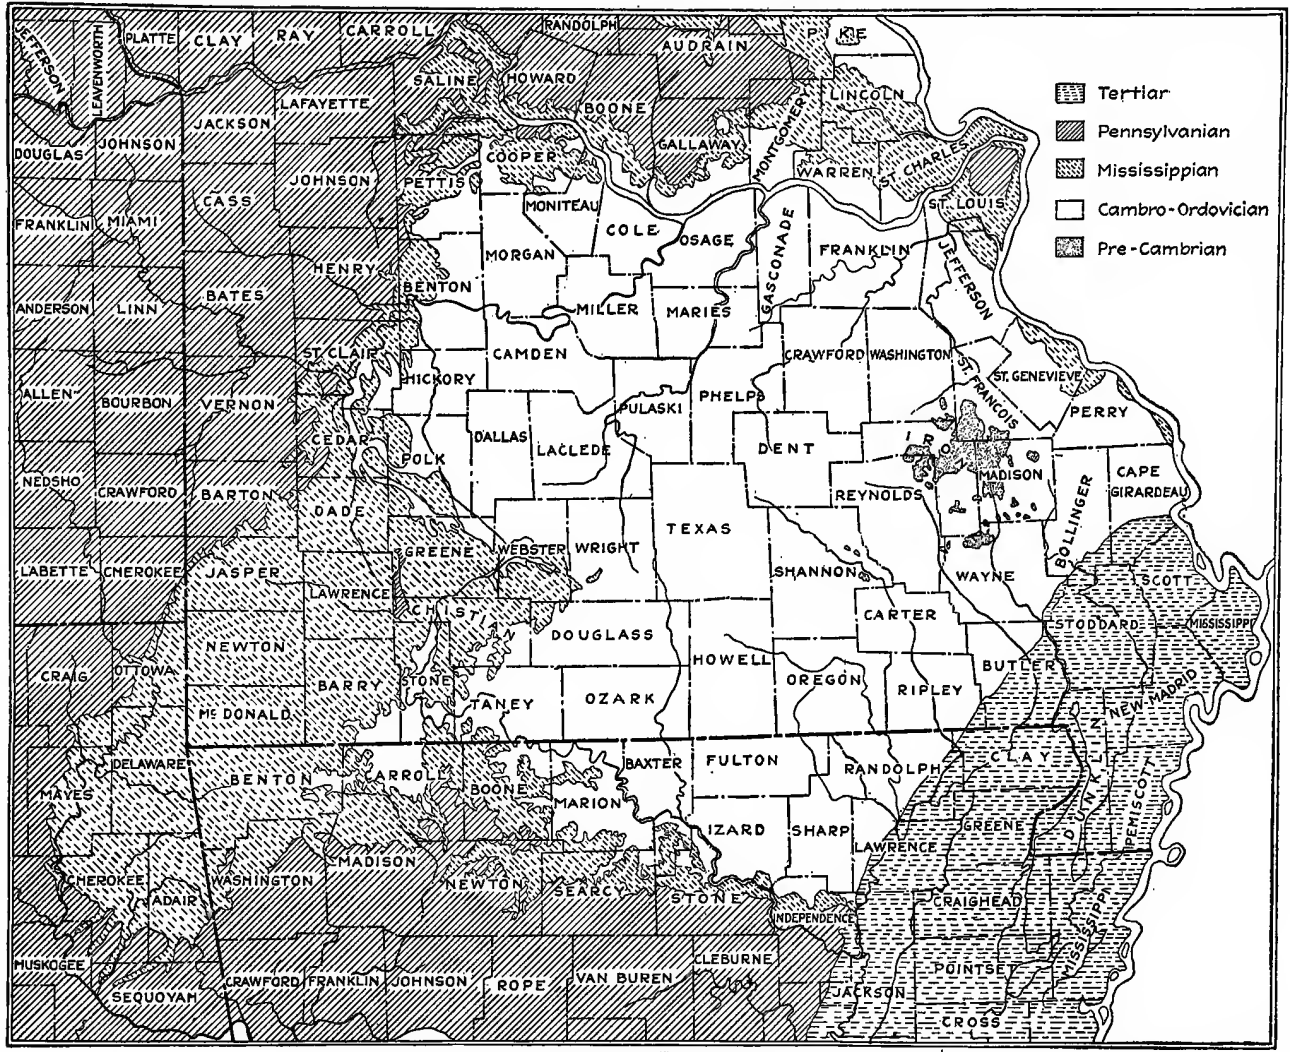 JEFFERSON
LEAVENWORTH
PLATTE
CLAY
RAY
CARROLL
RANDOLPH
AUDRAIN
PIKE
SALINE
HOWARD
BOONE
LINCOLN
LAFAYETTE
JACKSON
MONTGOMERY
GALLAWAY
ST CHARLES
WARREN
DOUGLAS
JOHNSON
COOPER
JOHNSON
PETTIS
CASS
MONITEAU
ST. LOUIS
FRANKLIN
MIAMI
COLE
OSAGE
GASCONADE
FRANKLIN
JEFFERSON
MORGAN
HENRY
BENTON
ANDERSON
LINN
BATES
MILLER
MARIES
ST CLAIR
CAMDEN
CRAWFORD
WASHINGTON
ST. FRANCOIS
ST. GENEVIEVE
HICKORY
ALLEN-
BOURBON
VERNON
PULASKI
PHELPS
PERRY
CEDAR
DALLAS
LACLEDE
DENT
IRON
POLK
MADISON
CAPE
GIRARDEAU
NEDSHO
CRAWFORD
BARTON
DADE
REYNOLDS
BOLLINGER
TEXAS
GREENE
WEBSTER
WRIGHT
LABETTE
CHEROKEE
JASPER
SHANNON
WAYNE
SCOTT
LAWRENCE
CHRISTIAN
CARTER
STODDARD
MISSISSIPPI
DOUGLASS
NEWTON
HOWELL
BUTLER
CRAIG
OTTOWA
BARRY
STONE
OREGON
RIPLEY
NEW MADRID
TANEY
OZARK
Mc DONALD
DELAWARE
BENTON
CARROLL
BOONE
BAXTER
FULTON
RANDOLPH
CLAY
DUNKLIN
PEMISCOTT
MAYES
MARION
IZARD
SHARP
LAWRENCE
GREENE
CHEROKEE
ADAIR
WASHINGTON
MADISON
NEWTON
SEARCY
STONE
INDEPENDENCE
CRAIGHEAD
MISSISSIPPI
MUSKOGEE
SEQUOYAH
CRAWFORD
FRANKLIN
JOHNSON
ROPE
VAN BUREN
CLEBURNE
JACKSON
POINSET
CROSS
Tertiar
Pennsylvanian
Mississippian
Cambro-Ordovician
Pre-Cambrian